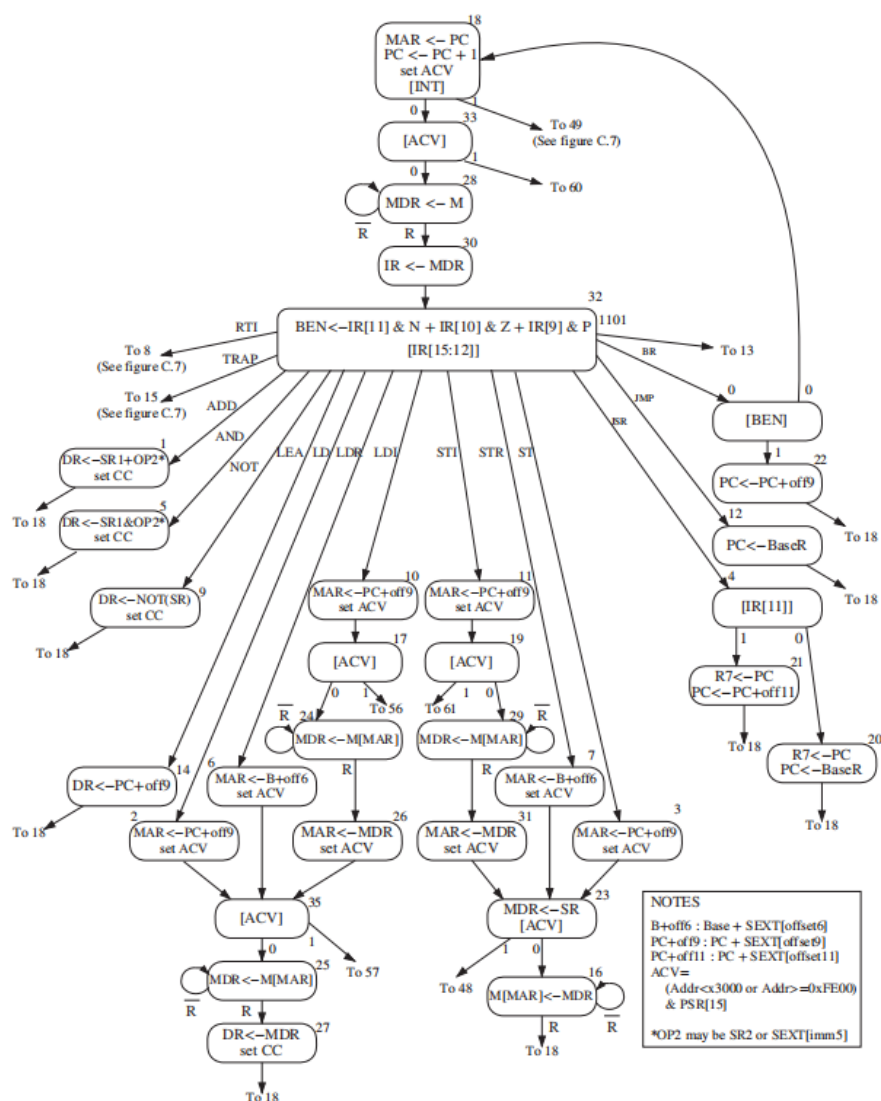 18
MAR <– PC
PC <– PC + 1
set ACV
[INT]
0
1
To 49
(See figure C.7)
33
[ACV]
0
1
To 60
28
MDR <– M
R
R
30
IR <– MDR
32
BEN<–IR[11] & N + IR[10] & Z + IR[9] & P
[IR[15:12]]
1101
To 13
RTI
To 8
(See figure C.7)
TRAP
To 15
(See figure C.7)
ADD
AND
NOT
LEA
LD
LDR
LDI
STI
STR
ST
JSR
JMP
BR
0
0
[BEN]
1
22
PC<–PC+off9
To 18
12
PC<–BaseR
To 18
4
[IR[11]]
1
0
21
R7<–PC
PC<–PC+off11
To 18
20
R7<–PC
PC<–BaseR
To 18
1
DR<–SR1+OP2*
set CC
To 18
5
DR<–SR1&OP2*
set CC
To 18
9
DR<–NOT(SR)
set CC
To 18
10
MAR<–PC+off9
set ACV
11
MAR<–PC+off9
set ACV
17
[ACV]
0
1
To 56
19
[ACV]
1
0
To 61
24
MDR<–M[MAR]
R
R
29
MDR<–M[MAR]
R
R
14
DR<–PC+off9
To 18
6
MAR<–B+off6
set ACV
7
MAR<–B+off6
set ACV
2
MAR<–PC+off9
set ACV
26
MAR<–MDR
set ACV
31
MAR<–MDR
set ACV
3
MAR<–PC+off9
set ACV
35
[ACV]
0
1
To 57
23
MDR<–SR
[ACV]
1
0
To 48
25
MDR<–M[MAR]
R
R
16
M[MAR]<–MDR
R
R
To 18
27
DR<–MDR
set CC
To 18
NOTES
B+off6 : Base + SEXT[offset6]
PC+off9 : PC + SEXT[offset9]
PC+off11 : PC + SEXT[offset11]
ACV=
(Addr<x3000 or Addr>=0xFE00)
& PSR[15]
*OP2 may be SR2 or SEXT[imm5]